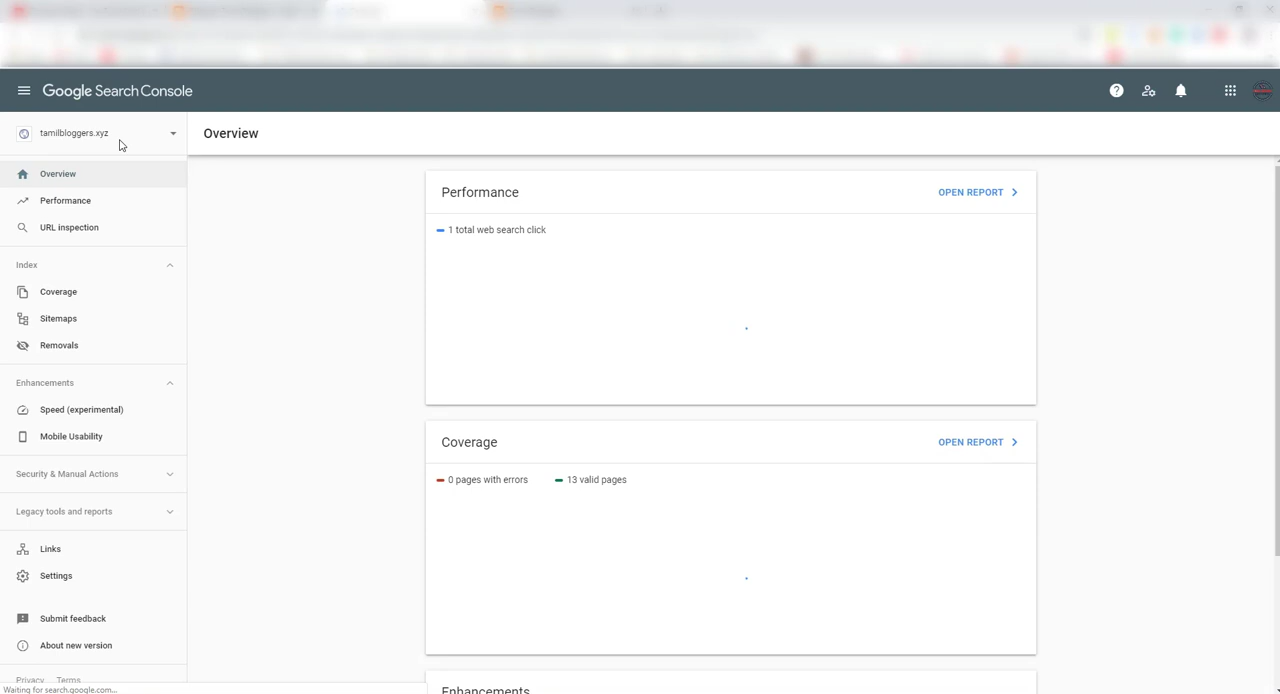 Google Search Console
tamilbloggers.xyz
Overview
Overview
Performance
URL inspection
Index
Coverage
Sitemaps
Removals
Enhancements
Speed (experimental)
Mobile Usability
Security & Manual Actions
Legacy tools and reports
Links
Settings
Submit feedback
About new version
Privacy Terms
Waiting for search.google.com...
Performance
OPEN REPORT
1 total web search click
Coverage
OPEN REPORT
0 pages with errors 13 valid pages
Enhancements